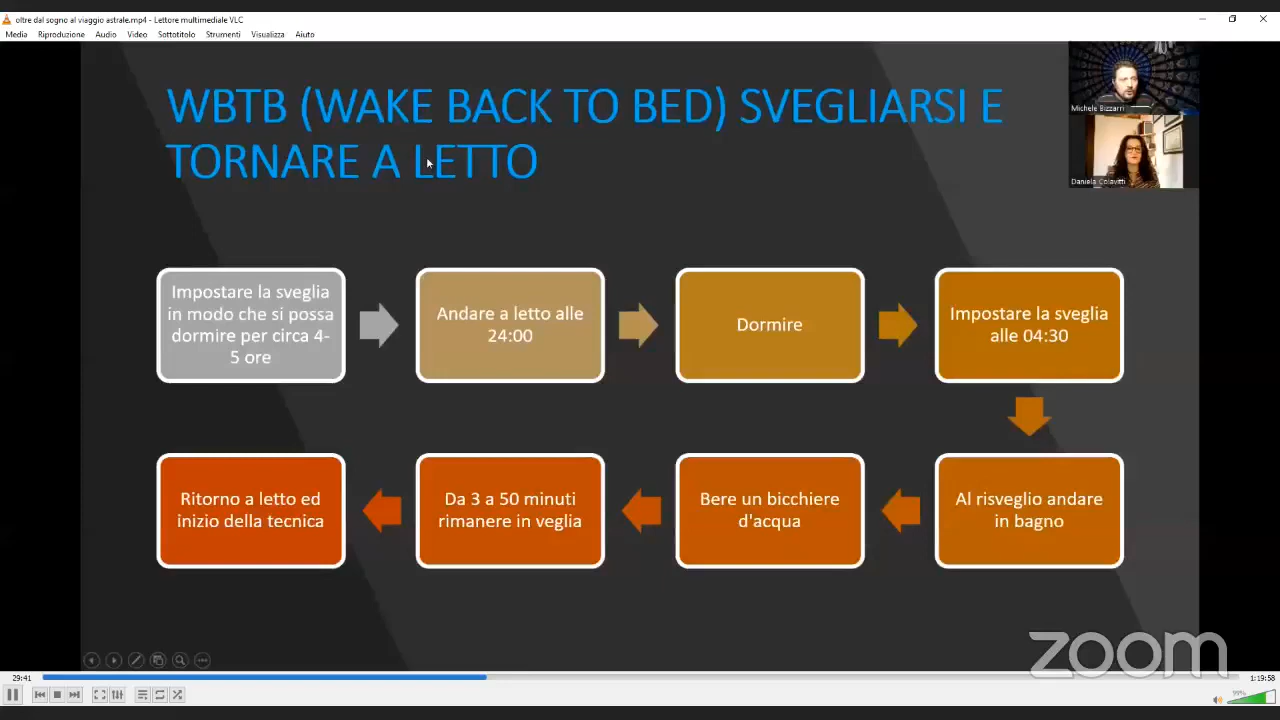 oltre dal sogno al viaggio astrale.mp4 - Lettore multimediale VLC
Media Riproduzione Audio Video Sottotitolo Strumenti Visualizza Aiuto
WBTB (WAKE BACK TO BED) SVEGLIARSI E
TORNARE A LETTO
Michele Bizzarri
Daniela Colavitti
Impostare la sveglia
in modo che si possa
dormire per circa 4-
5 ore
Andare a letto alle
24:00
Dormire
Impostare la sveglia
alle 04:30
Al risveglio andare
in bagno
Bere un bicchiere
d'acqua
Da 3 a 50 minuti
rimanere in veglia
Ritorno a letto ed
inizio della tecnica
zoom
29:41
1:19:58
99%